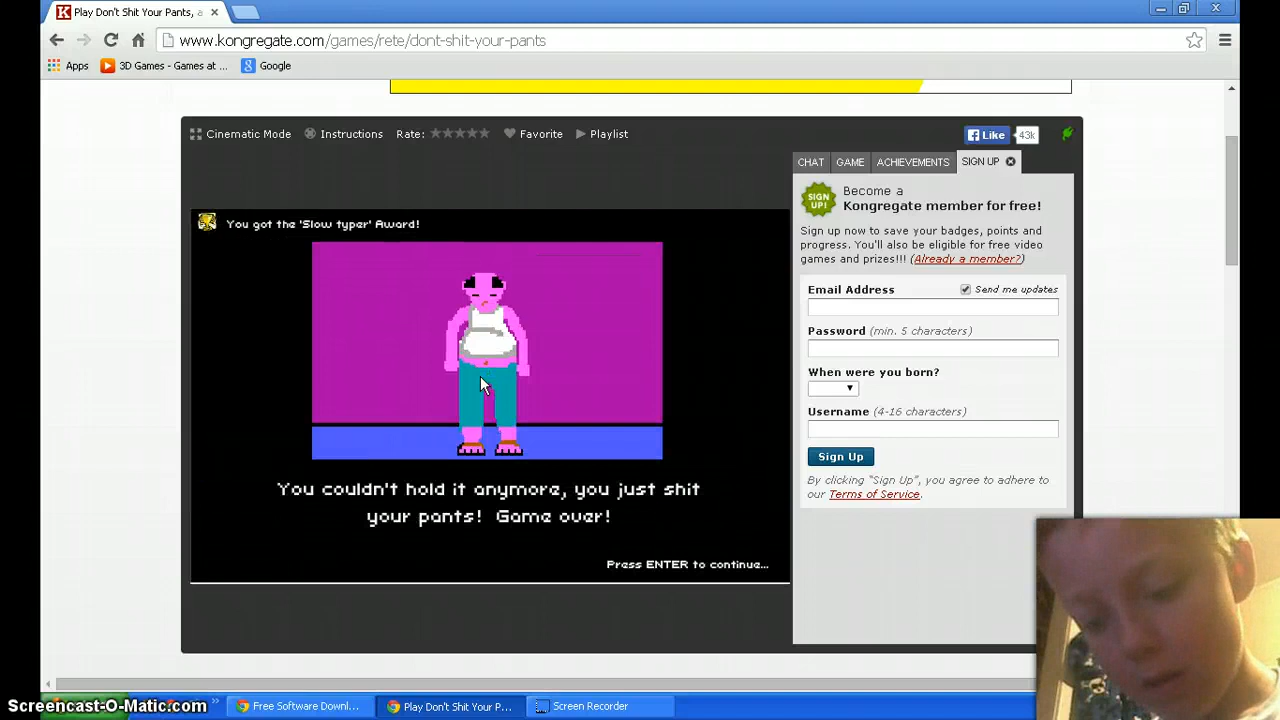 Play Don't Shit Your Pants, a
www.kongregate.com/games/rete/dont-shit-your-pants
Apps
3D Games - Games at ...
Google
Cinematic Mode
Instructions
Rate:
Favorite
Playlist
Like
43k
CHAT
GAME
ACHIEVEMENTS
SIGN UP
SIGN UP!
Become a
Kongregate member for free!
Sign up now to save your badges, points and
progress. You'll also be eligible for free video
games and prizes!!! (Already a member?)
Email Address
Send me updates
Password (min. 5 characters)
When were you born?
Username (4-16 characters)
Sign Up
By clicking "Sign Up", you agree to adhere to
our Terms of Service.
You got the 'Slow typer' Award!
You couldn't hold it anymore, you just shit
your pants! Game over!
Press ENTER to continue...
Free Software Downl...
Play Don't Shit Your P...
Screen Recorder
Screencast-O-Matic.com